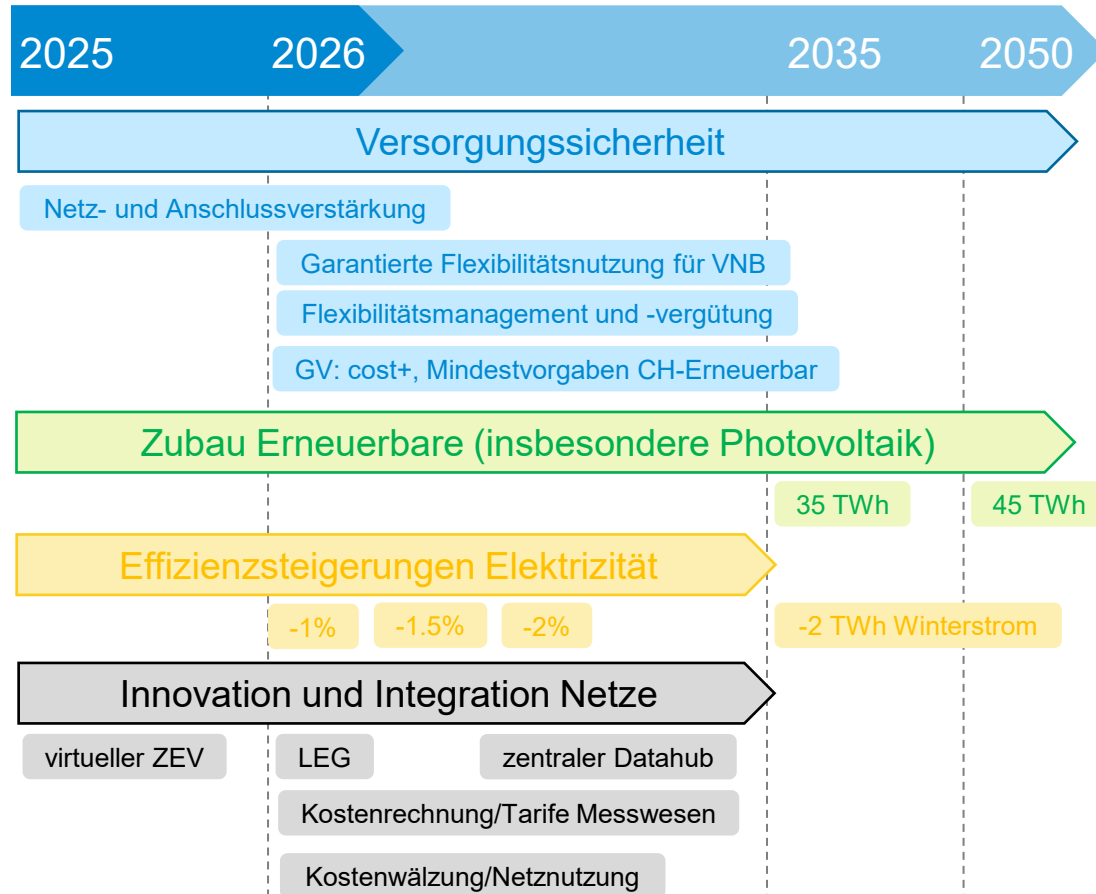 2025 2026 2035 2050
Versorgungssicherheit
Netz- und Anschlussverstärkung
Garantierte Flexibilitätsnutzung für VNB
Flexibilitätsmanagement und -vergütung
GV: cost+, Mindestvorgaben CH-Erneuerbar
Zubau Erneuerbare (insbesondere Photovoltaik)
35 TWh 45 TWh
Effizienzsteigerungen Elektrizität
-1% -1.5% -2% -2 TWh Winterstrom
Innovation und Integration Netze
virtueller ZEV LEG zentraler Datahub
Kostenrechnung/Tarife Messwesen
Kostenwälzung/Netznutzung